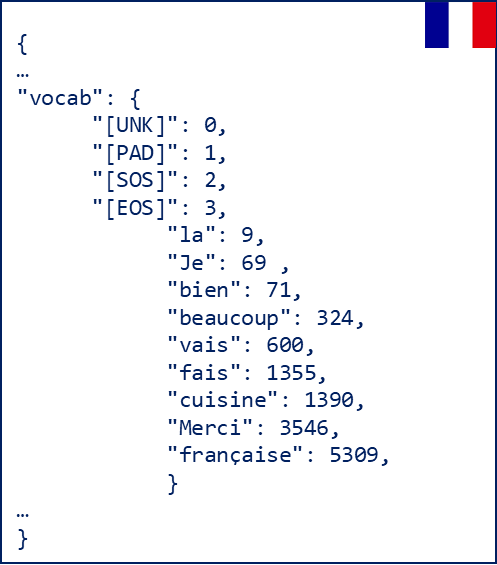 {
…
"vocab": {
"[UNK]": 0,
"[PAD]": 1,
"[SOS]": 2,
"[EOS]": 3,
"la": 9,
"Je": 69 ,
"bien": 71,
"beaucoup": 324,
"vais": 600,
"fais": 1355,
"cuisine": 1390,
"Merci": 3546,
"française": 5309,
}
…
}